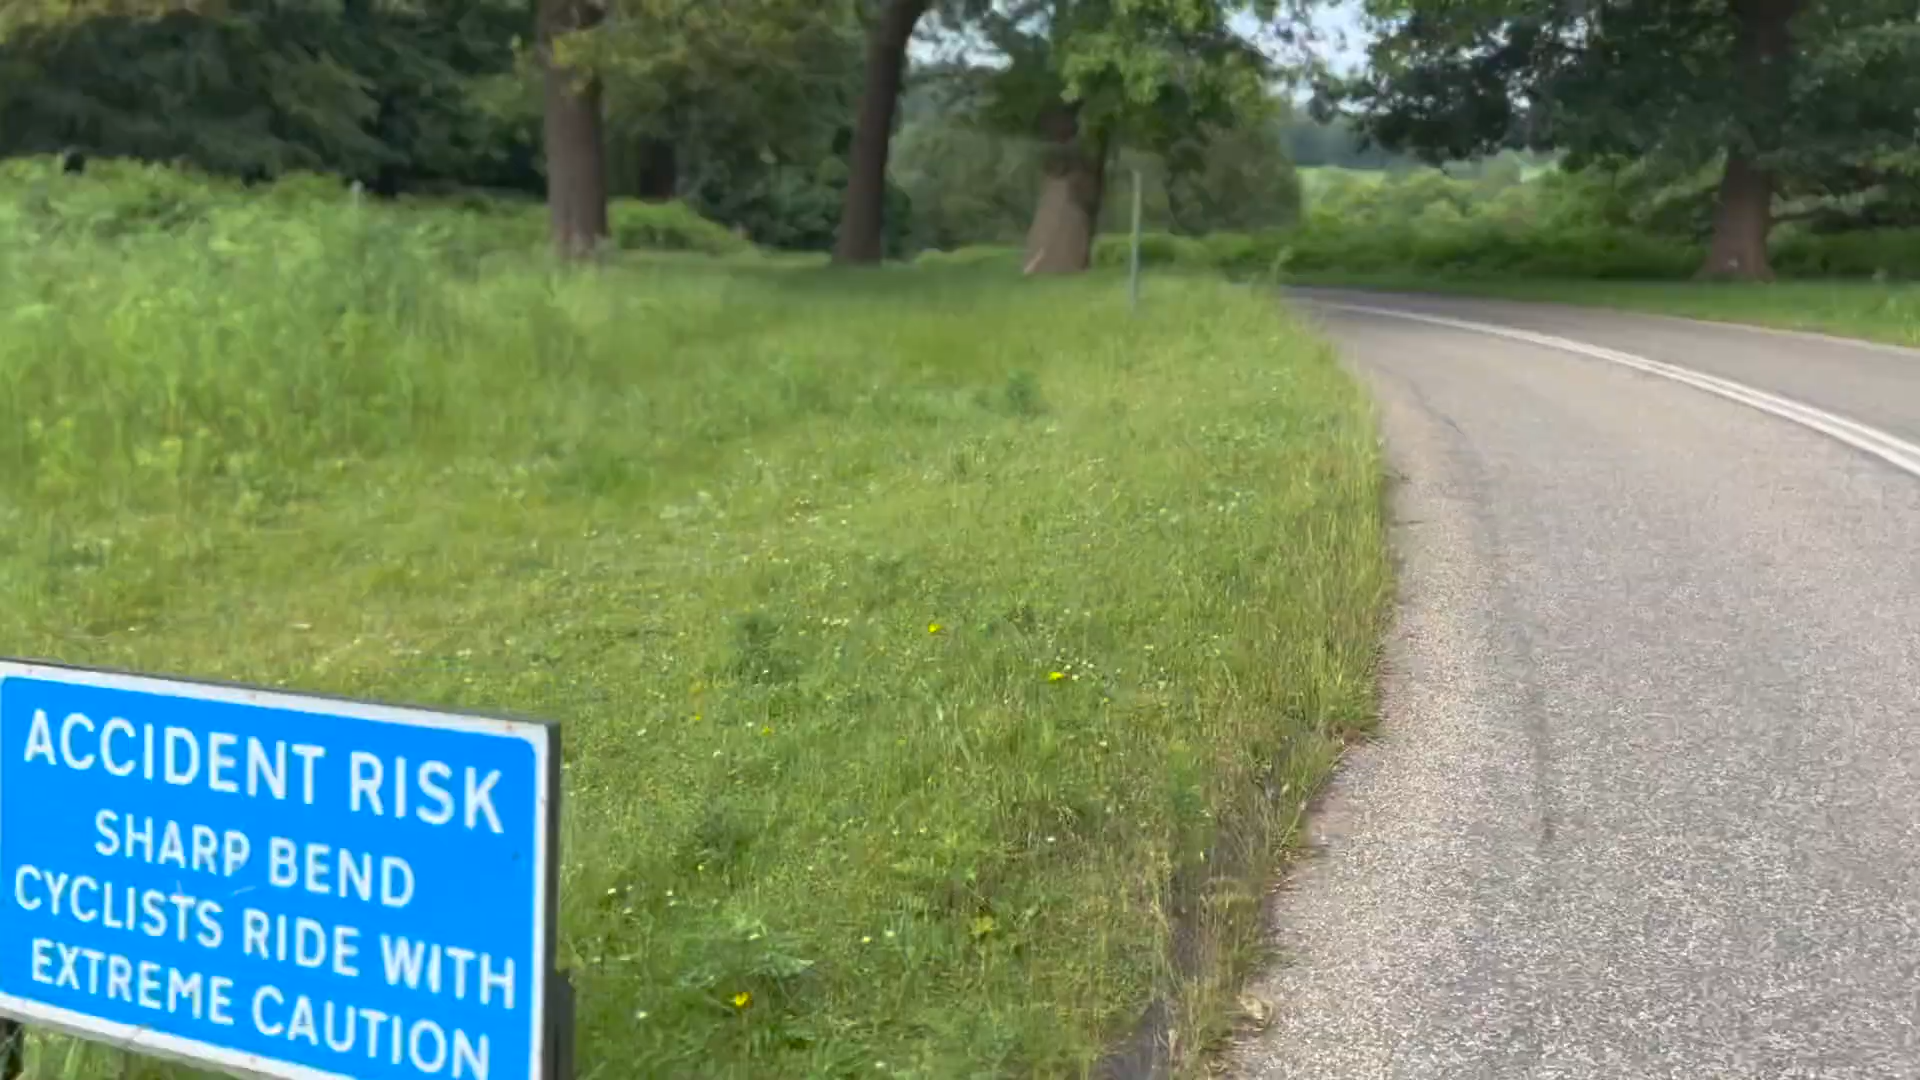 ACCIDENT RISK
SHARP BEND
CYCLISTS RIDE WITH
EXTREME CAUTION